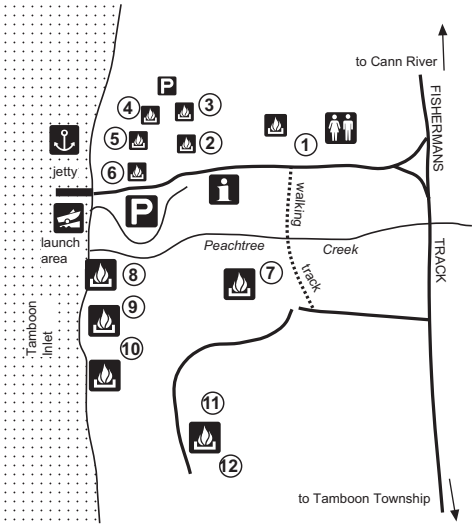 to Cann River
FISHERMANS
P
4
3
5
2
1
jetty
6
i
walking
P
launch
area
Peachtree
Creek
TRACK
8
7
track
9
Tamboon
Inlet
10
11
12
to Tamboon Township